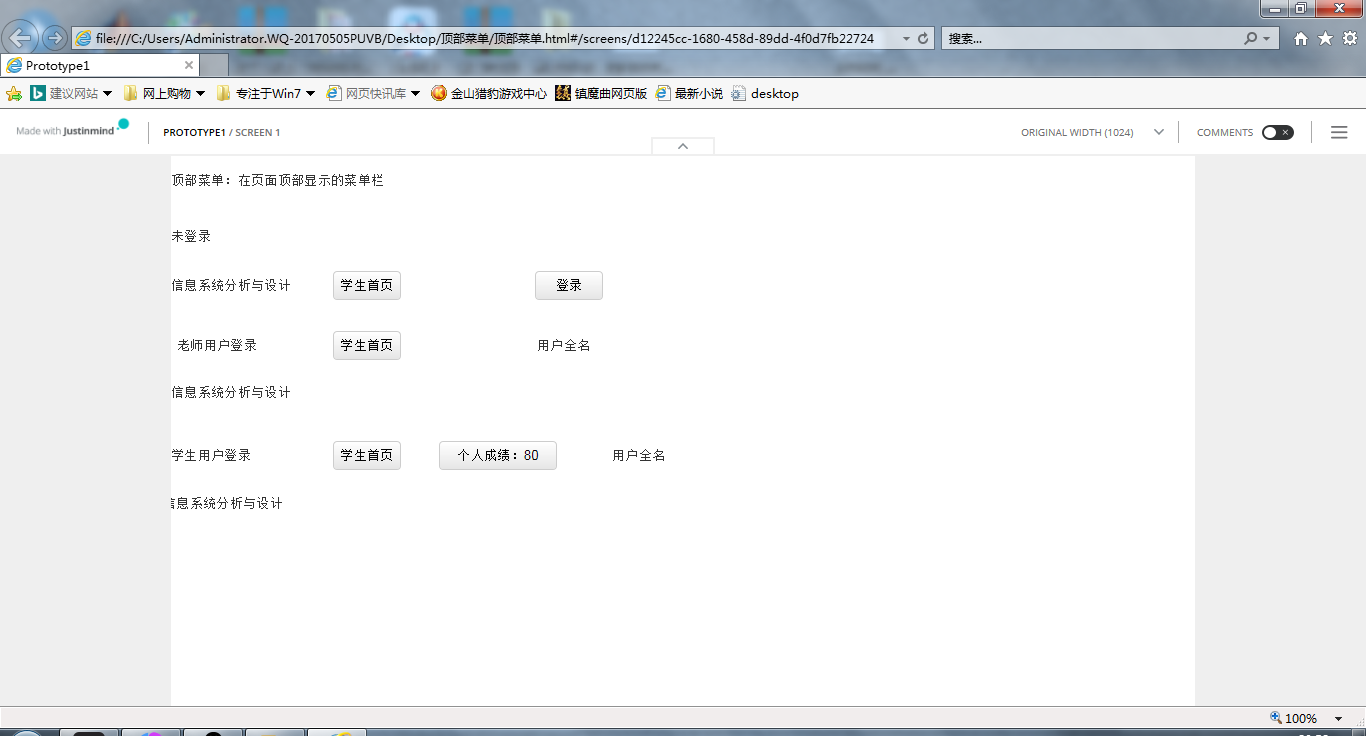 file:///C:/Users/Administrator.WQ-20170505PUVB/Desktop/顶部菜单/顶部菜单.html#/screens/d12245cc-1680-458d-89dd-4f0d7fb22724 搜索...
Prototype1
建议网站 网上购物 专注于Win7 网页快讯库 金山猎豹游戏中心 镇魔曲网页版 最新小说 desktop
Made with Justinmind PROTOTYPE1 / SCREEN 1 ORIGINAL WIDTH (1024) COMMENTS
顶部菜单：在页面顶部显示的菜单栏
未登录
信息系统分析与设计 学生首页 登录
老师用户登录 学生首页 用户全名
信息系统分析与设计
学生用户登录 学生首页 个人成绩：80 用户全名
信息系统分析与设计
100%